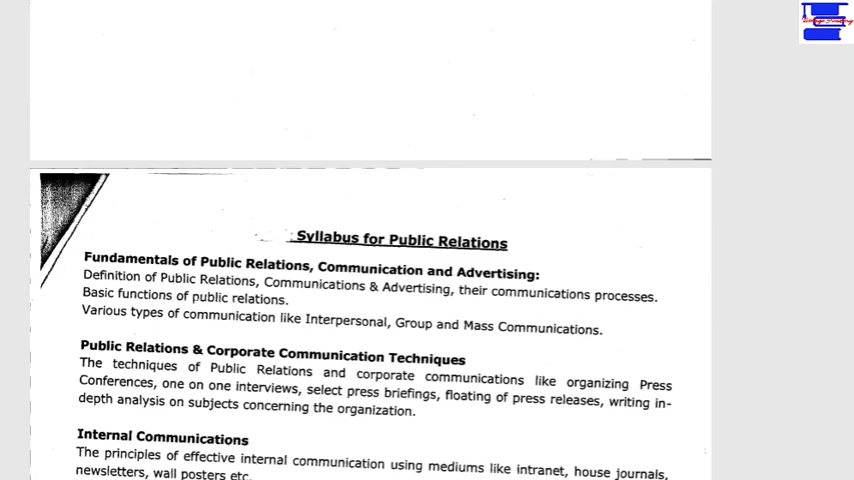 Syllabus for Public Relations
Fundamentals of Public Relations, Communication and Advertising:
Definition of Public Relations, Communications & Advertising, their communications processes.
Basic functions of public relations.
Various types of communication like Interpersonal, Group and Mass Communications.
Public Relations & Corporate Communication Techniques
The techniques of Public Relations and corporate communications like organizing Press
Conferences, one on one interviews, select press briefings, floating of press releases, writing in-
depth analysis on subjects concerning the organization.
Internal Communications
The principles of effective internal communication using mediums like intranet, house journals,
newsletters, wall posters etc.